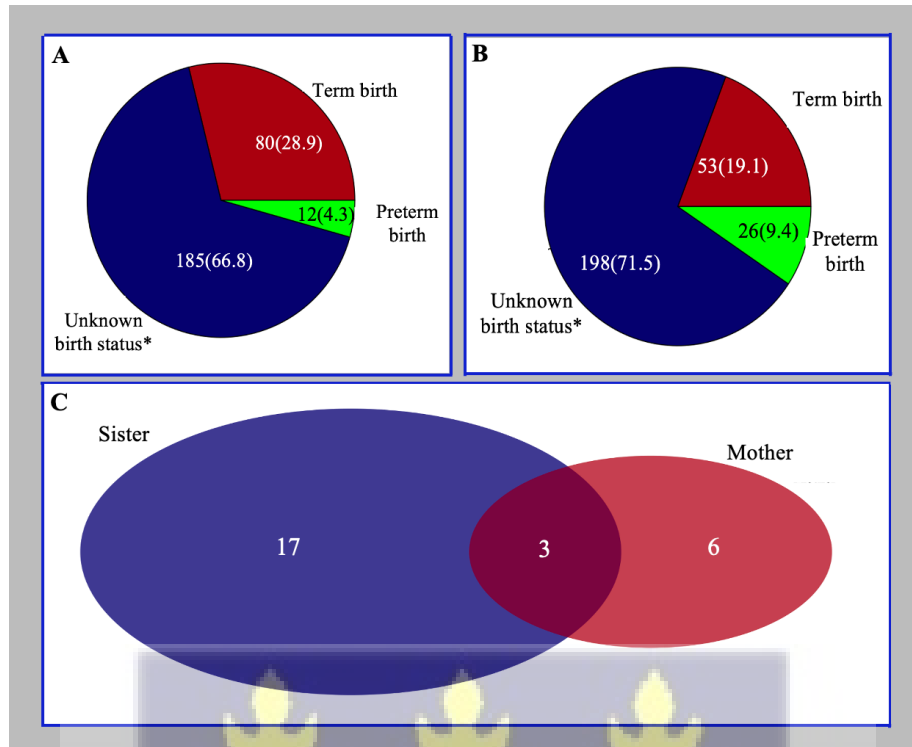 A
Term birth
80(28.9)
12(4.3)
Preterm
birth
185(66.8)
Unknown
birth status*
B
Term birth
53(19.1)
26(9.4)
Preterm
birth
198(71.5)
Unknown
birth status*
C
Sister
Mother
17
3
6